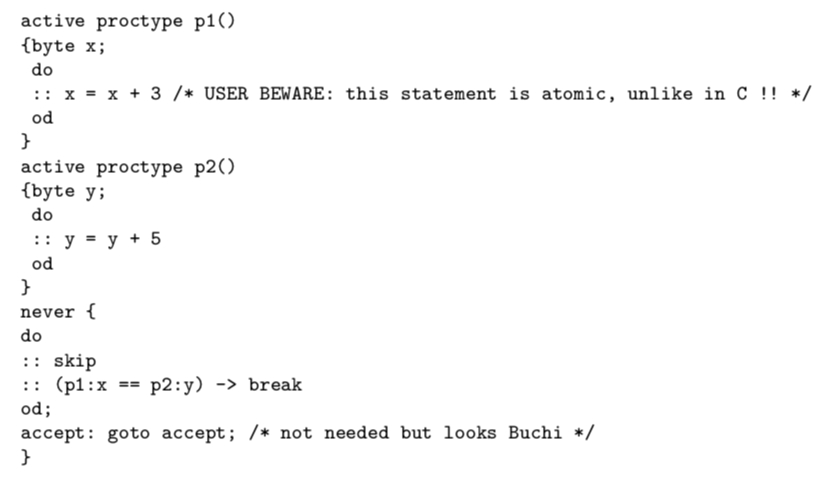 active proctype p1()
{byte x;
do
:: x = x + 3 /* USER BEWARE: this statement is atomic, unlike in C !! */
od
}
active proctype p2()
{byte y;
do
:: y = y + 5
od
}
never {
do
:: skip
:: (p1:x == p2:y) -> break
od;
accept: goto accept; /* not needed but looks Buchi */
}